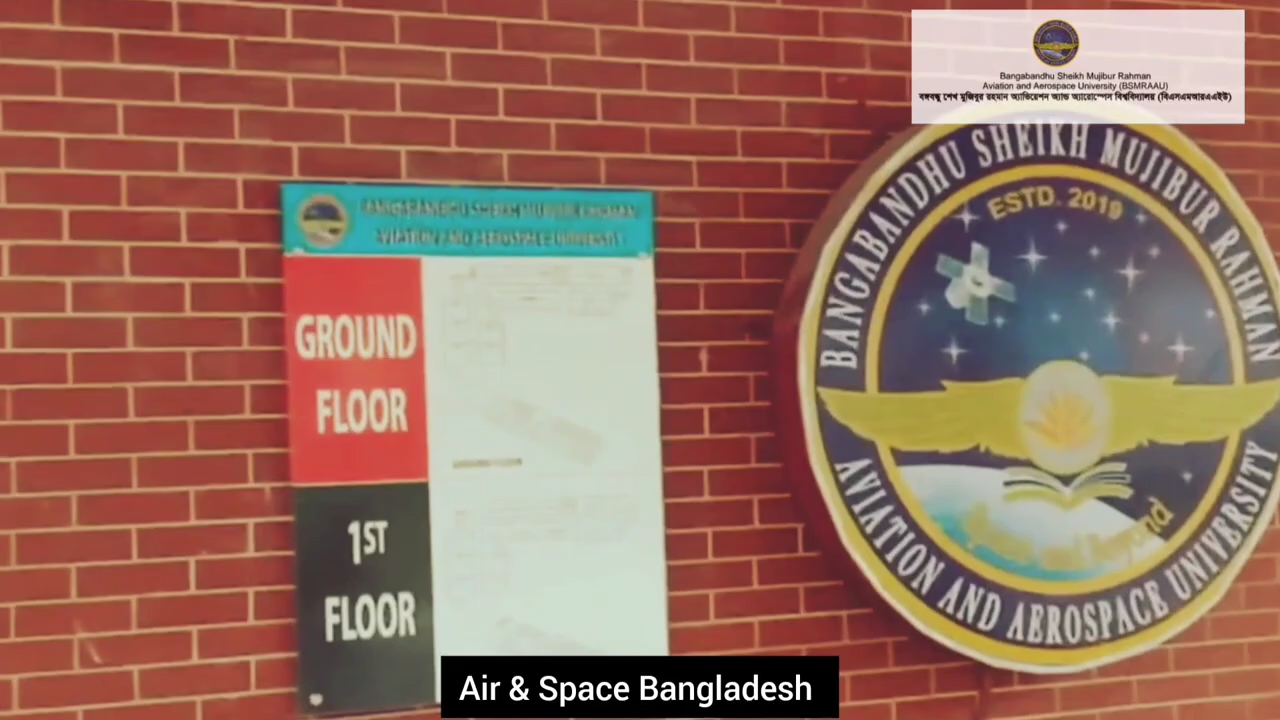 Bangabandhu Sheikh Mujibur Rahman
Aviation and Aerospace University (BSMRAAU)
বঙ্গবন্ধু শেখ মুজিবুর রহমান অ্যাভিয়েশন অ্যান্ড অ্যারোস্পেস বিশ্ববিদ্যালয় (বিএসএমআরএএইউ)
BANGABANDHU SHEIKH MUJIBUR RAHMAN
AVIATION AND AEROSPACE UNIVERSITY
GROUND
FLOOR
1ST
FLOOR
BANGABANDHU SHEIKH MUJIBUR RAHMAN
ESTD. 2019
and Beyond
AVIATION AND AEROSPACE UNIVERSITY
Air & Space Bangladesh